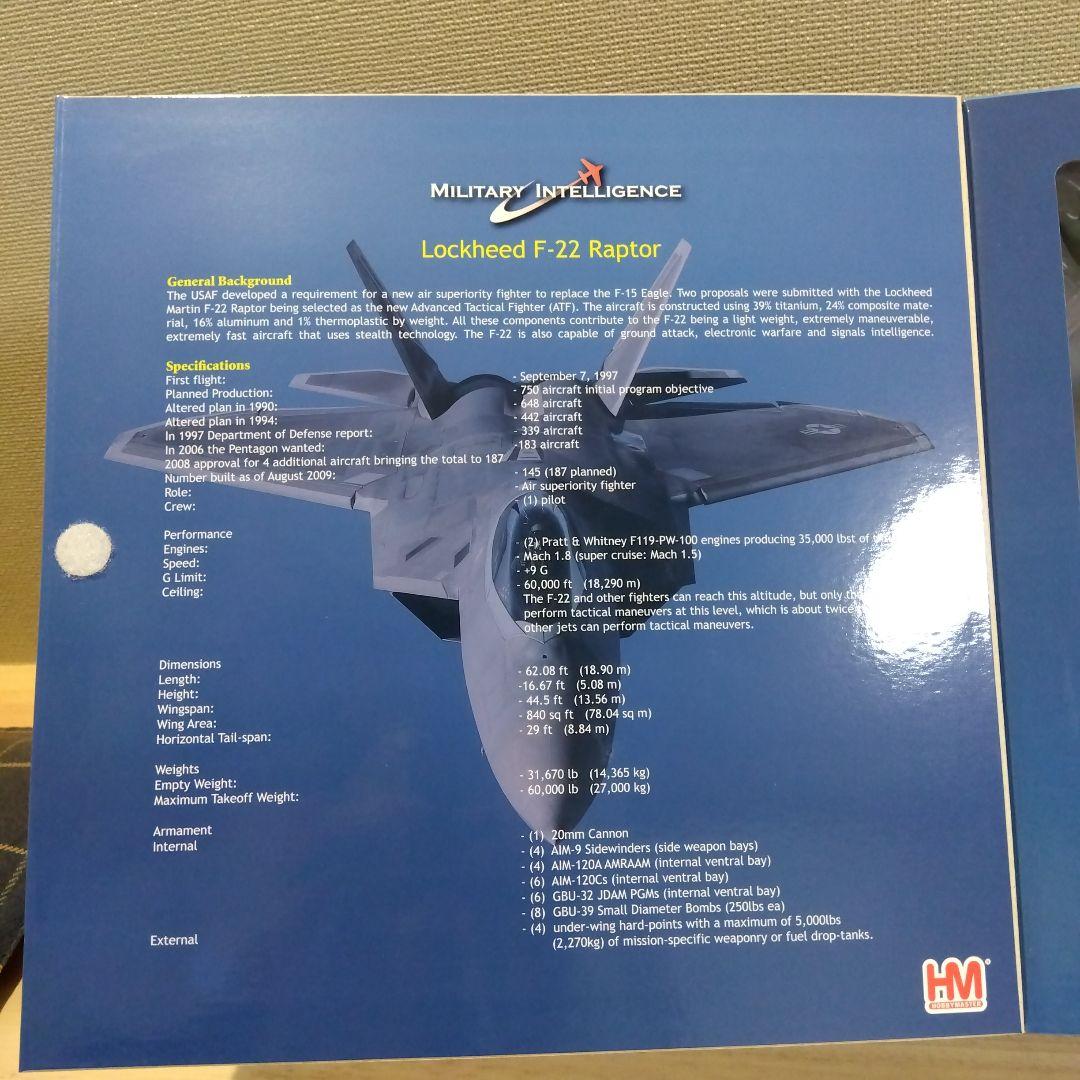 MILITARY INTELLIGENCE
Lockheed F-22 Raptor
General Background
The USAF developed a requirement for a new air superiority fighter to replace the F-15 Eagle. Two proposals were submitted with the Lockheed
Martin F-22 Raptor being selected as the new Advanced Tactical Fighter (ATF). The aircraft is constructed using 39% titanium, 24% composite mate-
rial, 16% aluminum and 1% thermoplastic by weight. All these components contribute to the F-22 being a light weight, extremely maneuverable,
extremely fast aircraft that uses stealth technology. The F-22 is also capable of ground attack, electronic warfare and signals intelligence.
Specifications
First flight: - September 7, 1997
Planned Production: - 750 aircraft initial program objective
Altered plan in 1990: - 648 aircraft
Altered plan in 1994: - 442 aircraft
In 1997 Department of Defense report: - 339 aircraft
In 2006 the Pentagon wanted: -183 aircraft
2008 approval for 4 additional aircraft bringing the total to 187
Number built as of August 2009: - 145 (187 planned)
Role: - Air superiority fighter
Crew: - (1) pilot
Performance
Engines: - (2) Pratt & Whitney F119-PW-100 engines producing 35,000 lbst of
Speed: - Mach 1.8 (super cruise: Mach 1.5)
G Limit: - +9 G
Ceiling: - 60,000 ft (18,290 m)
The F-22 and other fighters can reach this altitude, but only
perform tactical maneuvers at this level, which is about twice
other jets can perform tactical maneuvers.
Dimensions
Length: - 62.08 ft (18.90 m)
Height: -16.67 ft (5.08 m)
Wingspan: - 44.5 ft (13.56 m)
Wing Area: - 840 sq ft (78.04 sq m)
Horizontal Tail-span: - 29 ft (8.84 m)
Weights
Empty Weight: - 31,670 lb (14,365 kg)
Maximum Takeoff Weight: - 60,000 lb (27,000 kg)
Armament
Internal - (1) 20mm Cannon
- (4) AIM-9 Sidewinders (side weapon bays)
- (4) AIM-120A AMRAAM (internal ventral bay)
- (6) AIM-120Cs (internal ventral bay)
- (6) GBU-32 JDAM PGMs (internal ventral bay)
- (8) GBU-39 Small Diameter Bombs (250lbs ea)
External - (4) under-wing hard-points with a maximum of 5,000lbs
(2,270kg) of mission-specific weaponry or fuel drop-tanks.
HM®
HOBBYMASTER